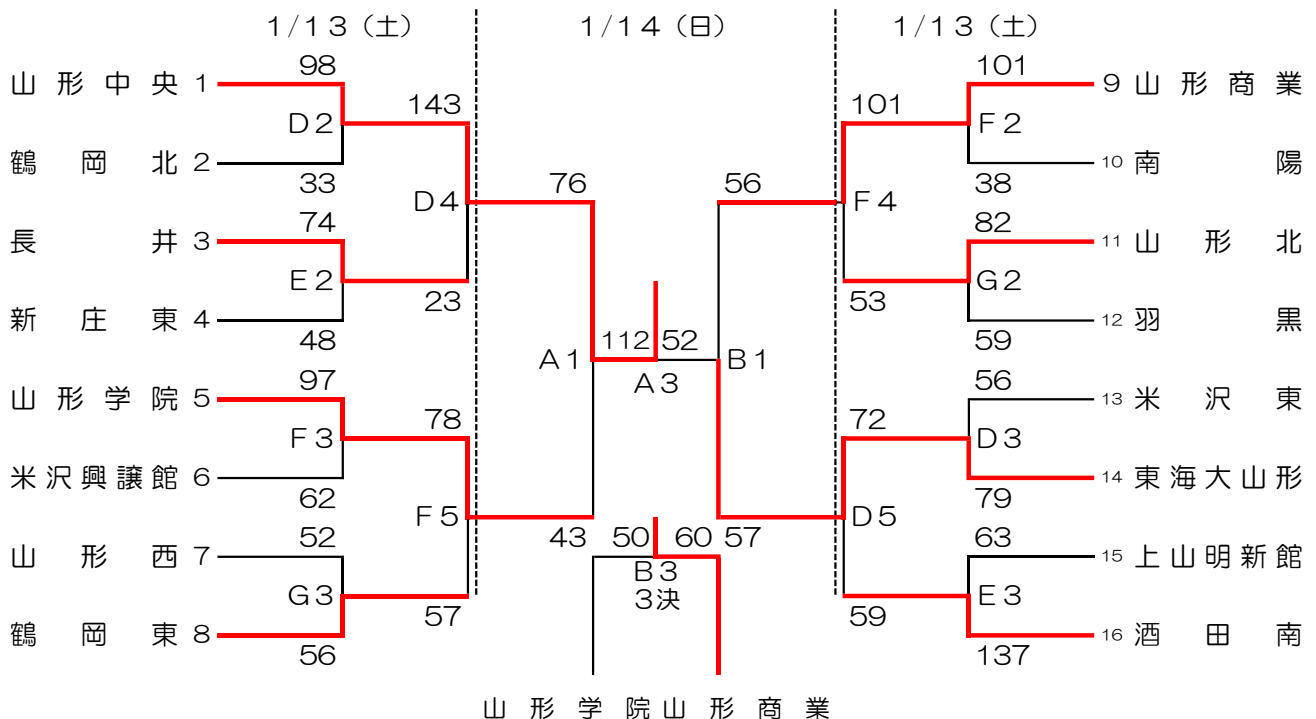 1/13（土） 1/14（日） 1/13（土）
98 101
山形中央 1 9 山形商業
143 101
D2 F2
鶴岡北 2 10 南陽
33 76 56 38
D4 F4
74 82
長井 3 11 山形北
E2 G2
23 53
新庄東 4 12 羽黒
48 112 52 59
A1 B1
A3
97 56
山形学院 5 13 米沢東
78 72
F3 D3
米沢興譲館 6 14 東海大山形
62 79
F5 D5
52 43 50 60 57 63
山形西 7 15 上山明新館
B3
G3 3決 E3
57 59
鶴岡東 8 16 酒田南
56 137
山形学院 山形商業